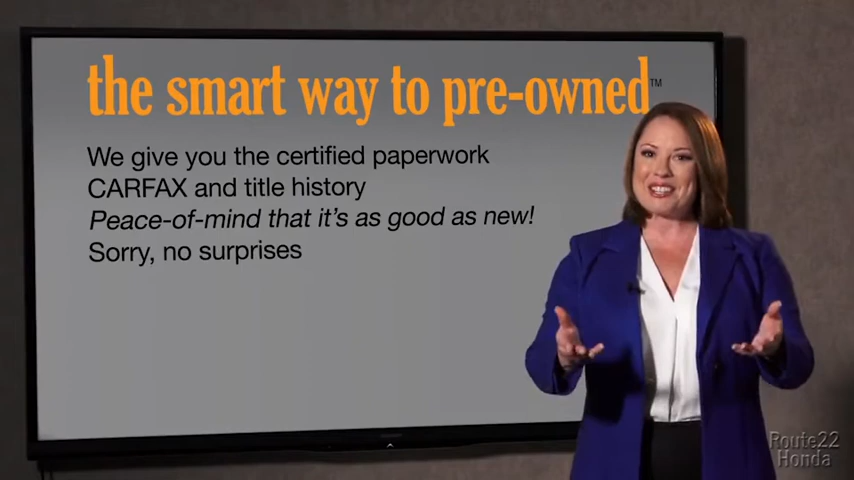 the smart way to pre-owned™
We give you the certified paperwork
CARFAX and title history
Peace-of-mind that it's as good as new!
Sorry, no surprises
Route22
Honda